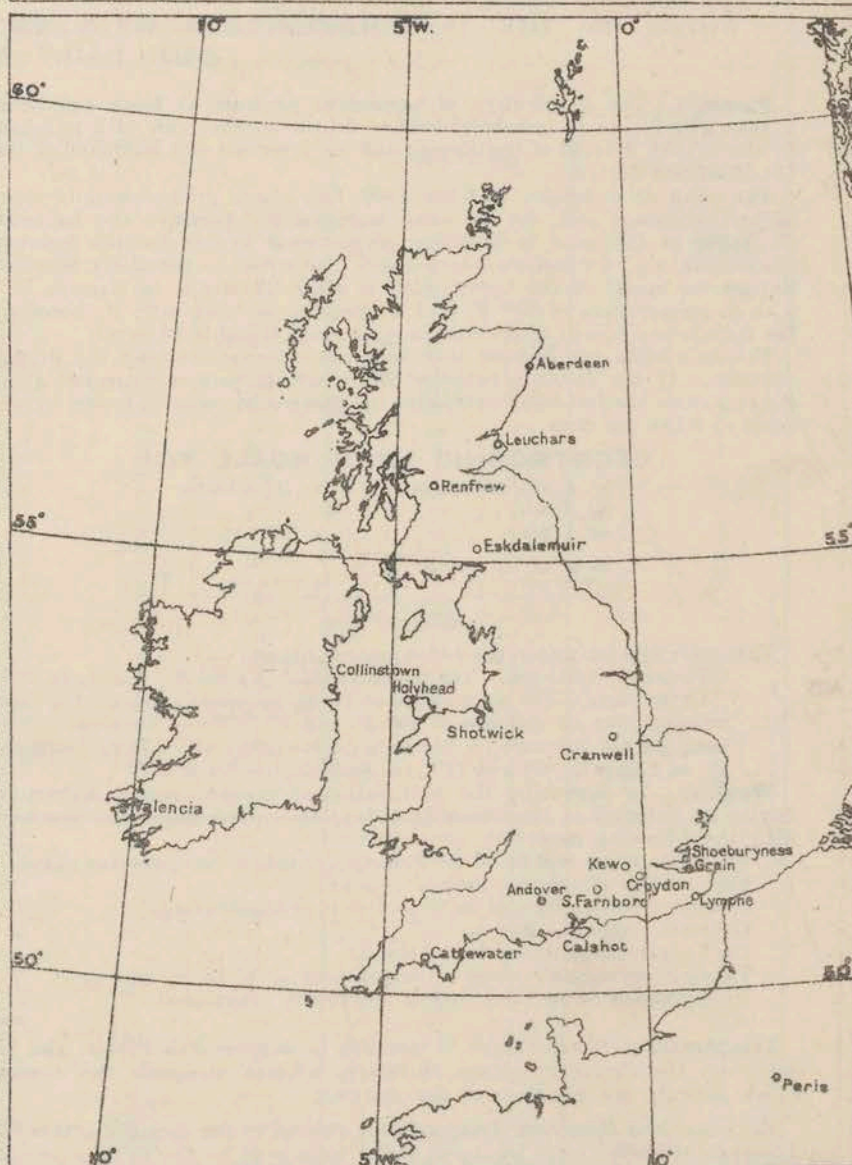 10°
5°W.
0°
60°
Aberdeen
Leuchars
Renfrew
55°
Eskdalemuir
55°
Collinstown
Holyhead
Shotwick
Cranwell
Valencia
Shoeburyness
Kew
Grain
Croydon
Andover
S.Farnboro
Lympne
Calshot
Cattewater
50°
50°
Paris
10°
5°W
0°